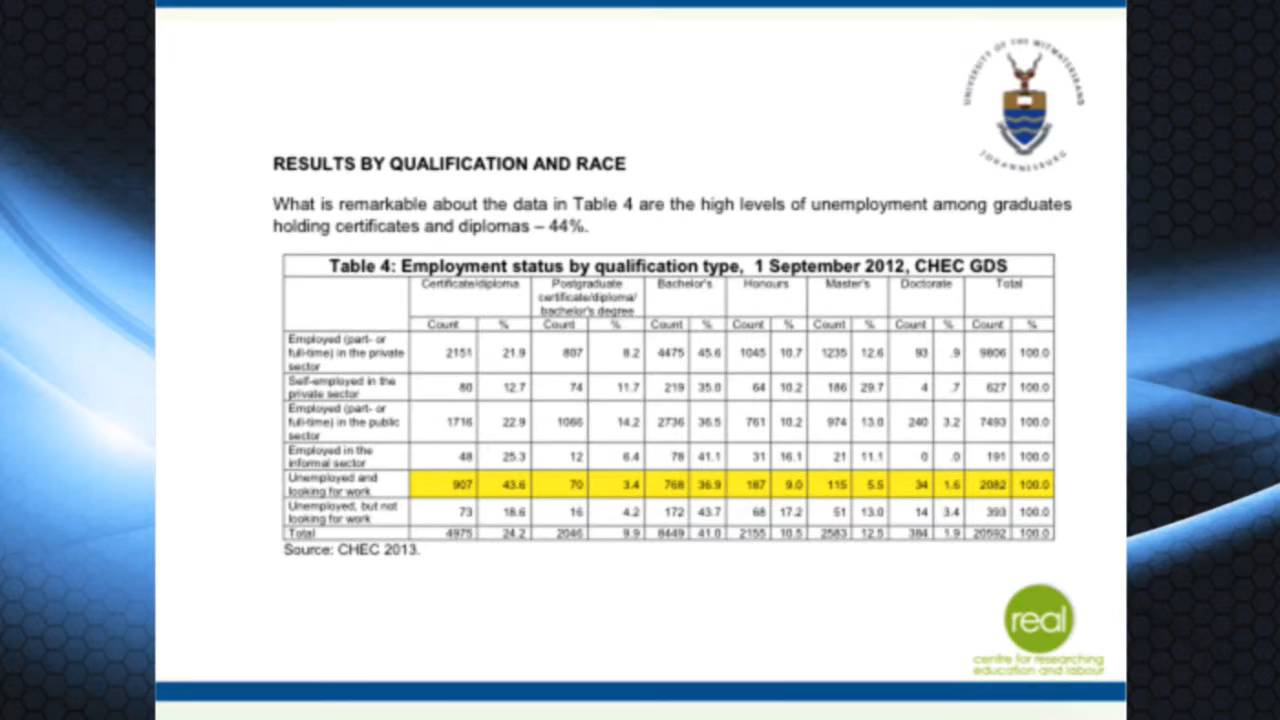 UNIVERSITY OF THE WITWATERSRAND
JOHANNESBURG
RESULTS BY QUALIFICATION AND RACE
What is remarkable about the data in Table 4 are the high levels of unemployment among graduates
holding certificates and diplomas – 44%.
Table 4: Employment status by qualification type, 1 September 2012, CHEC GDS
Certificate/diploma Postgraduate certificate/diploma/ bachelor's degree Bachelor's Honours Master's Doctorate Total
Count % Count % Count % Count % Count % Count % Count %
Employed (part- or full-time) in the private sector 2151 21.9 807 8.2 4475 45.6 1045 10.7 1235 12.6 93 .9 9806 100.0
Self-employed in the private sector 80 12.7 74 11.7 219 35.0 64 10.2 186 29.7 4 .7 627 100.0
Employed (part- or full-time) in the public sector 1716 22.9 1066 14.2 2736 36.5 761 10.2 974 13.0 240 3.2 7493 100.0
Employed in the informal sector 48 25.3 12 6.4 78 41.1 31 16.1 21 11.1 0 .0 191 100.0
Unemployed and looking for work 907 43.6 70 3.4 768 36.9 187 9.0 115 5.5 34 1.6 2082 100.0
Unemployed, but not looking for work 73 18.6 16 4.2 172 43.7 68 17.2 51 13.0 14 3.4 393 100.0
Total 4975 24.2 2046 9.9 8449 41.0 2155 10.5 2583 12.5 384 1.9 20592 100.0
Source: CHEC 2013.
real
centre for researching
education and labour